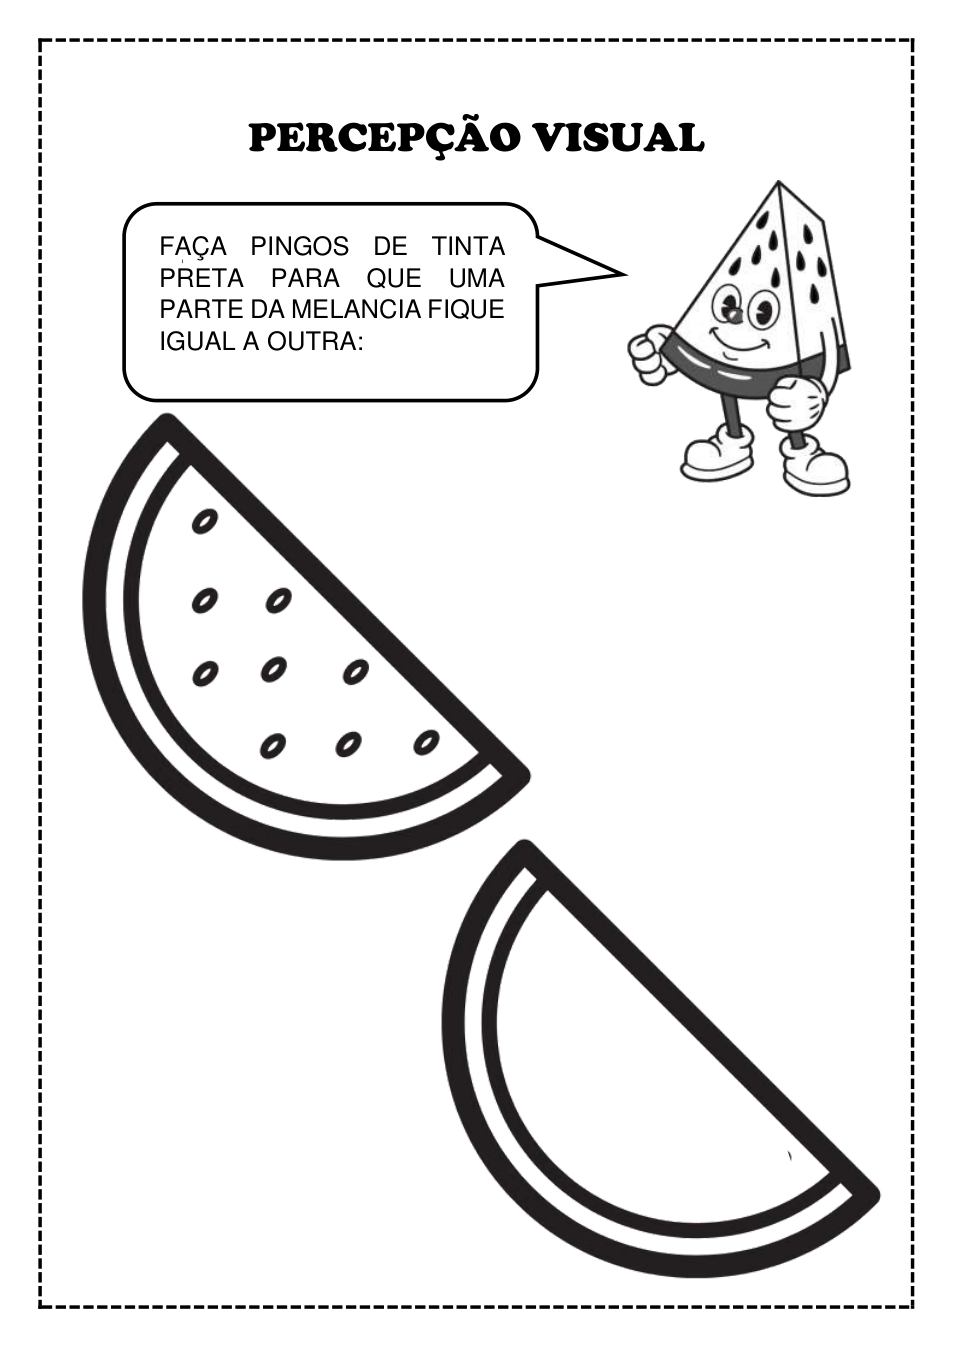 PERCEPÇÃO VISUAL
FAÇA PINGOS DE TINTA
PRETA PARA QUE UMA
PARTE DA MELANCIA FIQUE
IGUAL A OUTRA: